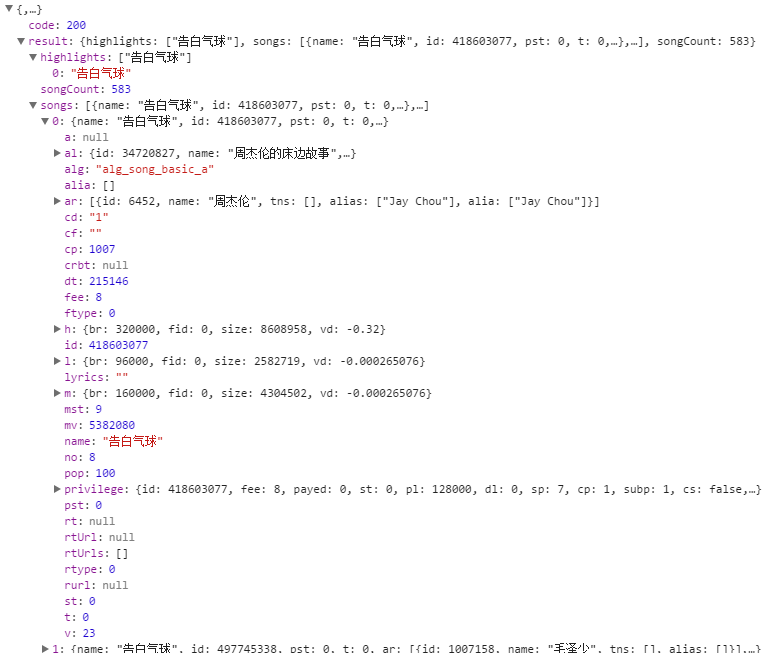 {,…}
code: 200
result: {highlights: ["告白气球"], songs: [{name: "告白气球", id: 418603077, pst: 0, t: 0,…},…], songCount: 583}
highlights: ["告白气球"]
0: "告白气球"
songCount: 583
songs: [{name: "告白气球", id: 418603077, pst: 0, t: 0,…},…]
0: {name: "告白气球", id: 418603077, pst: 0, t: 0,…}
a: null
al: {id: 34720827, name: "周杰伦的床边故事",…}
alg: "alg_song_basic_a"
alia: []
ar: [{id: 6452, name: "周杰伦", tns: [], alias: ["Jay Chou"], alia: ["Jay Chou"]}]
cd: "1"
cf: ""
cp: 1007
crbt: null
dt: 215146
fee: 8
ftype: 0
h: {br: 320000, fid: 0, size: 8608958, vd: -0.32}
id: 418603077
l: {br: 96000, fid: 0, size: 2582719, vd: -0.000265076}
lyrics: ""
m: {br: 160000, fid: 0, size: 4304502, vd: -0.000265076}
mst: 9
mv: 5382080
name: "告白气球"
no: 8
pop: 100
privilege: {id: 418603077, fee: 8, payed: 0, st: 0, pl: 128000, dl: 0, sp: 7, cp: 1, subp: 1, cs: false,…}
pst: 0
rt: null
rtUrl: null
rtUrls: []
rtype: 0
rurl: null
st: 0
t: 0
v: 23
1: {name: "告白气球", id: 497745338, pst: 0, t: 0, ar: [{id: 1007158, name: "毛泽少", tns: [], alias: []}],…}